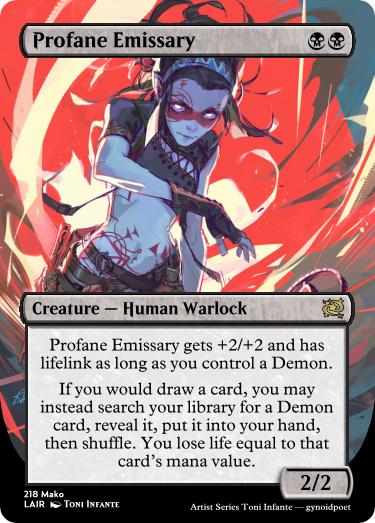 Profane Emissary
Creature — Human Warlock
Profane Emissary gets +2/+2 and has
lifelink as long as you control a Demon.
If you would draw a card, you may
instead search your library for a Demon
card, reveal it, put it into your hand,
then shuffle. You lose life equal to that
card's mana value.
2/2
218 Mako
LAIR Toni Infante
Artist Series Toni Infante — gynoidpoet